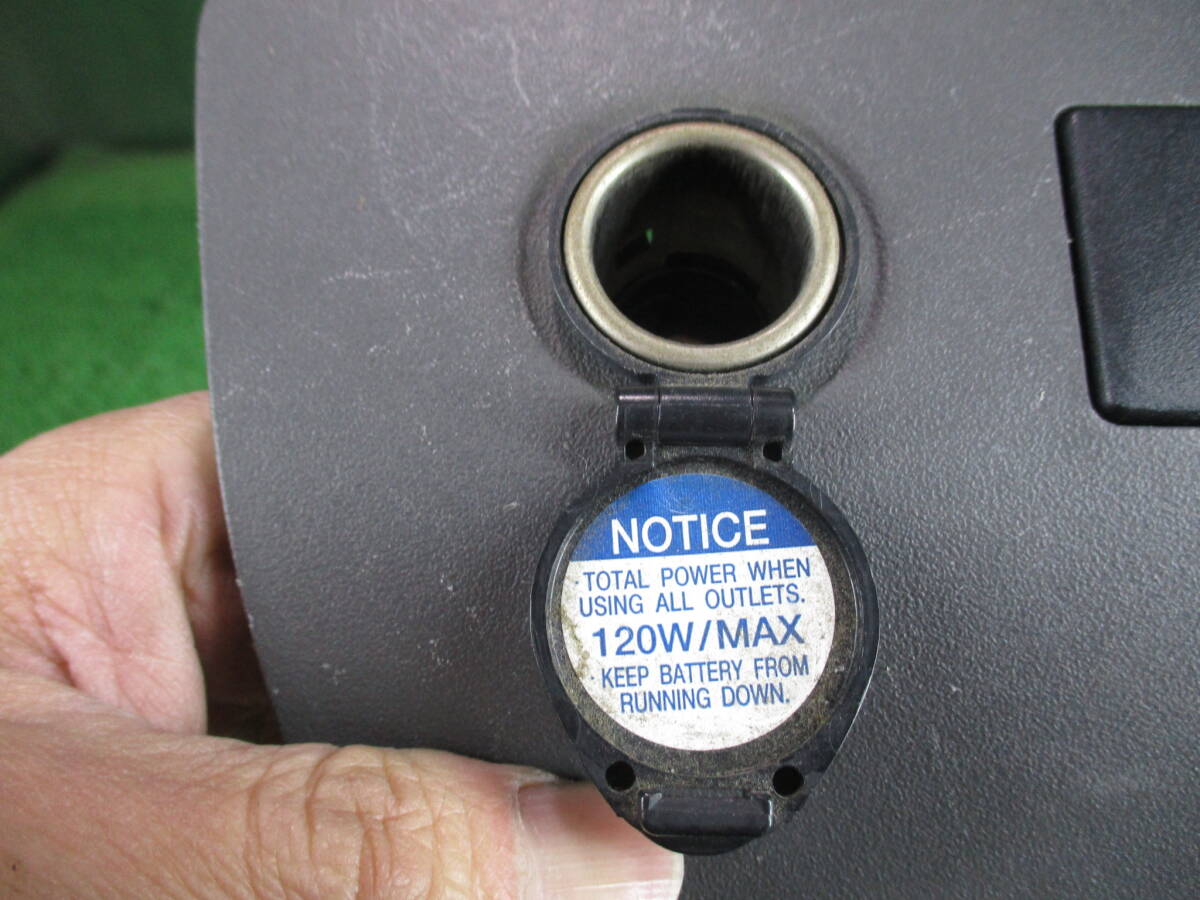 NOTICE
·TOTAL POWER WHEN
USING ALL OUTLETS.
120W/MAX
·KEEP BATTERY FROM
RUNNING DOWN.